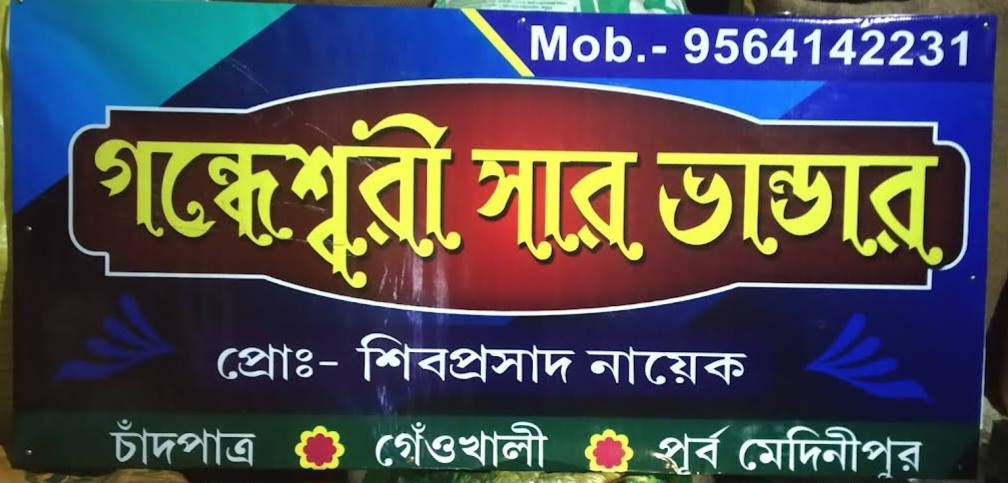 Mob.- 9564142231
গন্ধেশ্বরী সার ভান্ডার
প্রোঃ- শিবপ্রসাদ নায়েক
চাঁদপাত্র গেঁওখালী পূর্ব মেদিনীপুর